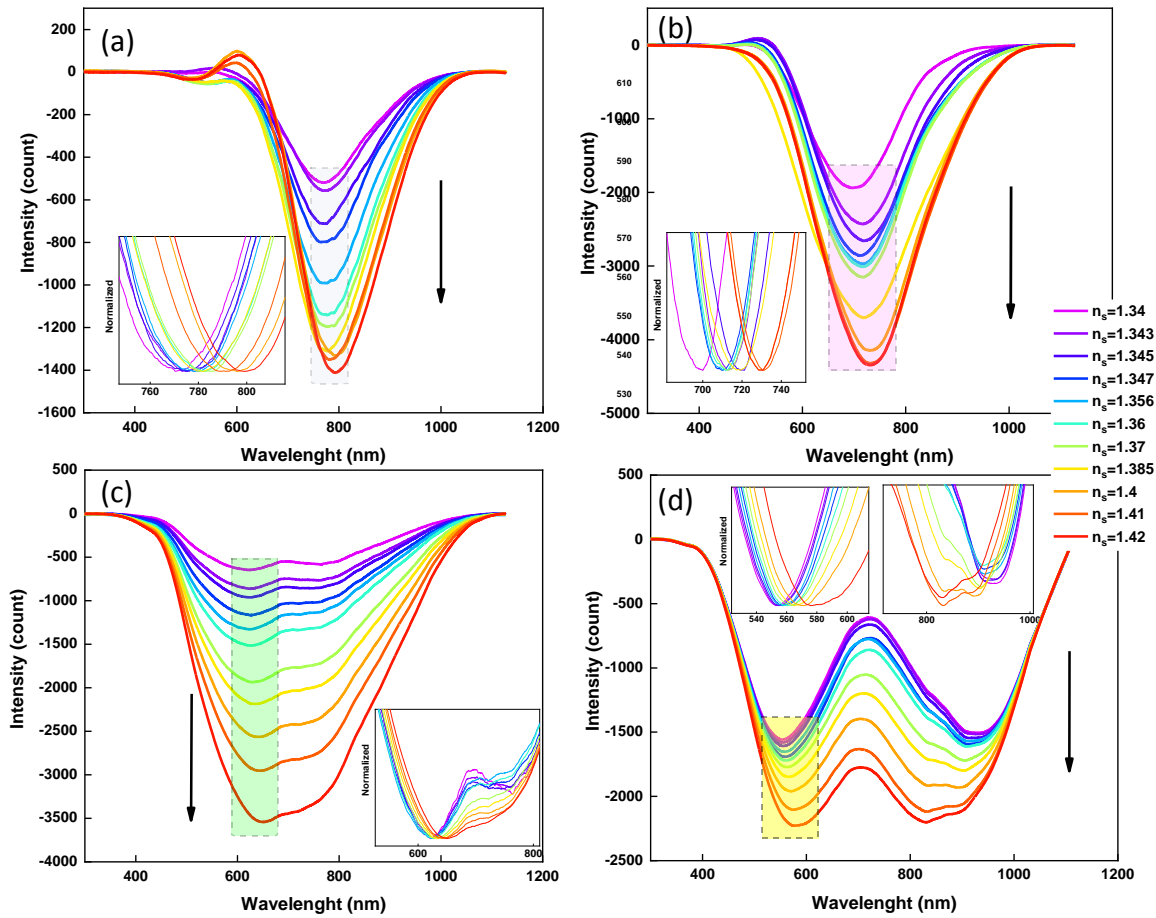 (a)
Intensity (count)
200
0
-200
-400
-600
-800
-1000
-1200
-1400
-1600
400 600 800 1000 1200
Wavelenght (nm)
Normalized
760 780 800
(b)
Intensity (count)
0
-1000
-2000
-3000
-4000
-5000
610
600
590
580
570
560
550
540
530
400 600 800 1000
Wavelenght (nm)
Normalized
700 720 740
nₛ=1.34
nₛ=1.343
nₛ=1.345
nₛ=1.347
nₛ=1.356
nₛ=1.36
nₛ=1.37
nₛ=1.385
nₛ=1.4
nₛ=1.41
nₛ=1.42
(c)
Intensity (count)
500
0
-500
-1000
-1500
-2000
-2500
-3000
-3500
-4000
400 600 800 1000 1200
Wavelenght (nm)
Normalized
600 800
(d)
Intensity (count)
500
0
-500
-1000
-1500
-2000
-2500
400 600 800 1000 1200
Wavelenght (nm)
Normalized
540 560 580 600
800 1000